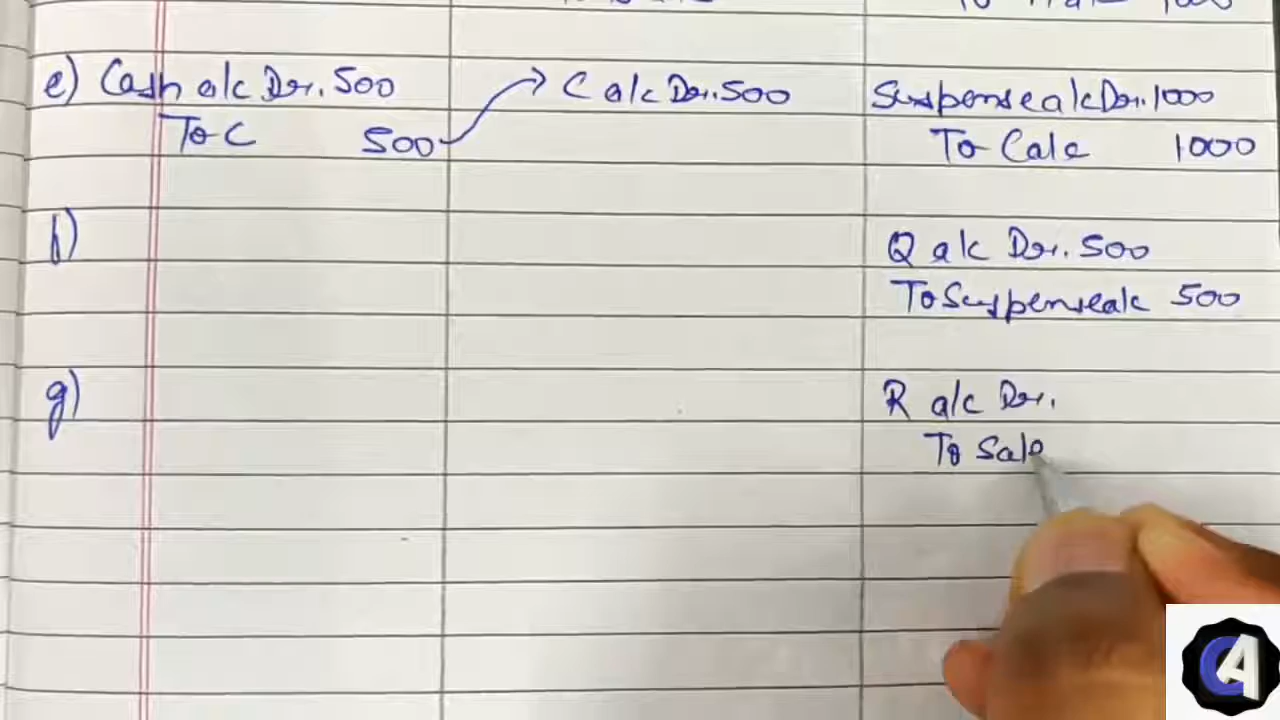 e) Cash a/c Dr. 500
To C 500
C a/c Dr. 500
Suspense a/c Dr. 1000
To C a/c 1000
f)
Q a/c Dr. 500
To Suspense a/c 500
g)
R a/c Dr.
To Sale
CA